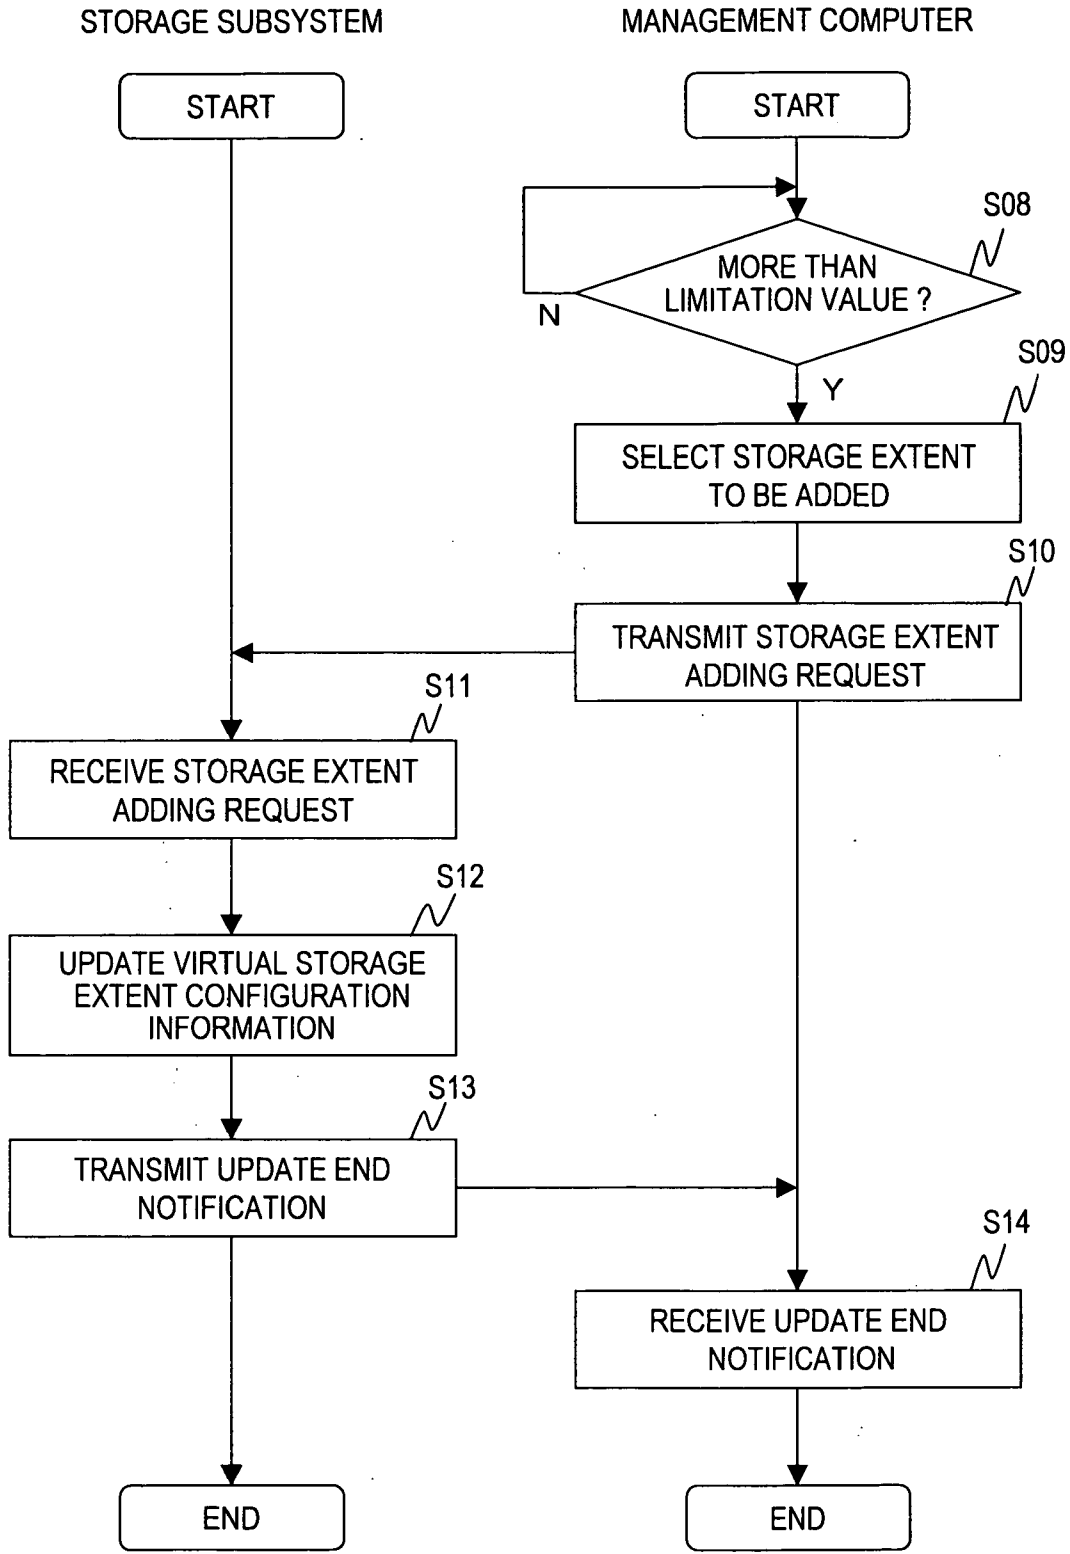 STORAGE SUBSYSTEM
MANAGEMENT COMPUTER
START
START
S08
MORE THAN
LIMITATION VALUE ?
N
Y
S09
SELECT STORAGE EXTENT
TO BE ADDED
S10
TRANSMIT STORAGE EXTENT
ADDING REQUEST
S11
RECEIVE STORAGE EXTENT
ADDING REQUEST
S12
UPDATE VIRTUAL STORAGE
EXTENT CONFIGURATION
INFORMATION
S13
TRANSMIT UPDATE END
NOTIFICATION
S14
RECEIVE UPDATE END
NOTIFICATION
END
END